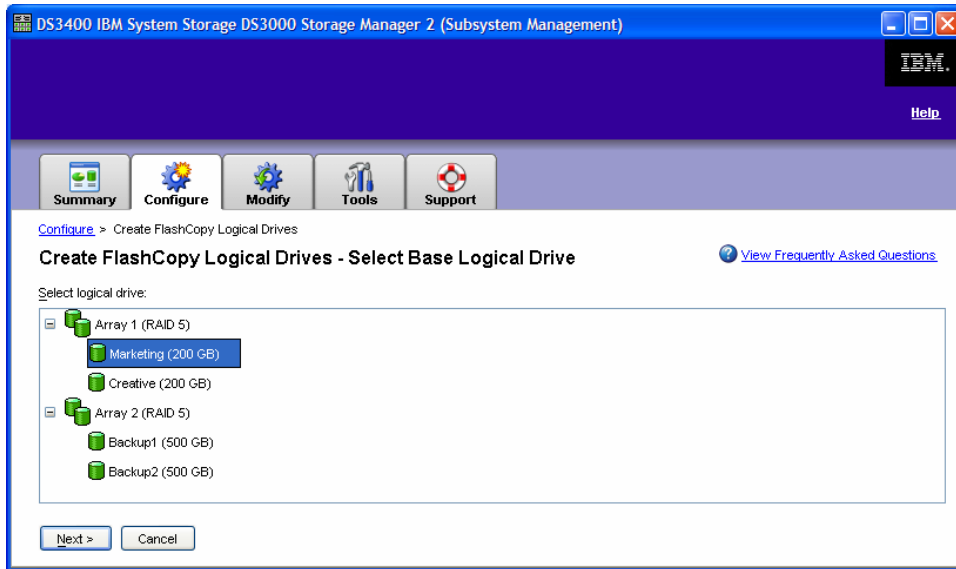 DS3400 IBM System Storage DS3000 Storage Manager 2 (Subsystem Management)
IBM.
Help
Summary Configure Modify Tools Support
Configure > Create FlashCopy Logical Drives
Create FlashCopy Logical Drives - Select Base Logical Drive
View Frequently Asked Questions
Select logical drive:
Array 1 (RAID 5)
Marketing (200 GB)
Creative (200 GB)
Array 2 (RAID 5)
Backup1 (500 GB)
Backup2 (500 GB)
Next > Cancel